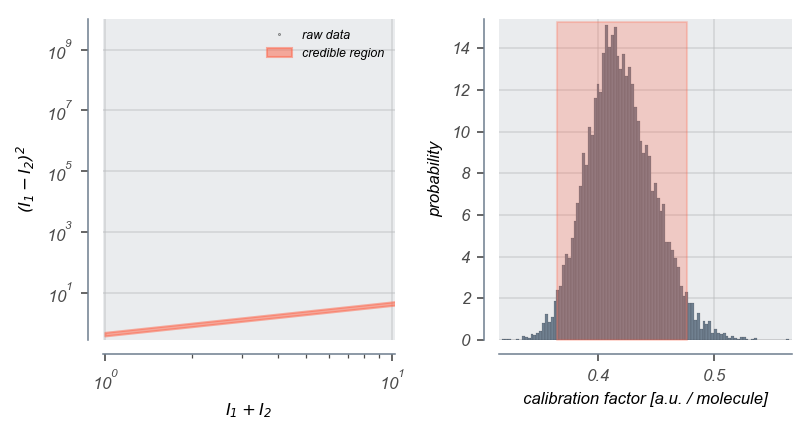 raw data
credible region
10^9
10^7
10^5
10^3
10^1
(I_1 − I_2)^2
10^0
10^1
I_1 + I_2
14
12
10
8
6
4
2
0
probability
0.4
0.5
calibration factor [a.u. / molecule]